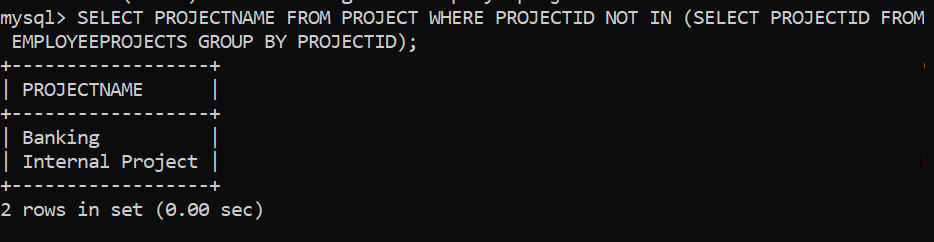 mysql> SELECT PROJECTNAME FROM PROJECT WHERE PROJECTID NOT IN (SELECT PROJECTID FROM
 EMPLOYEEPROJECTS GROUP BY PROJECTID);
+------------------+
| PROJECTNAME      |
+------------------+
| Banking          |
| Internal Project |
+------------------+
2 rows in set (0.00 sec)